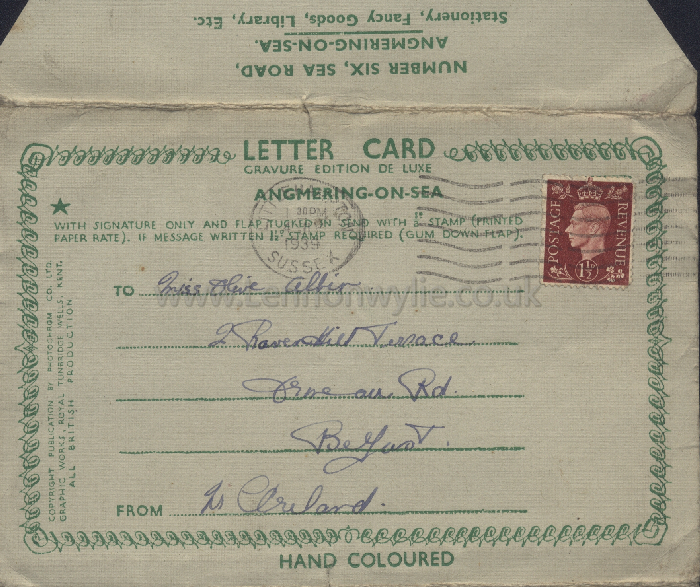 NUMBER SIX, SEA ROAD,
ANGMERING-ON-SEA.
Stationery, Fancy Goods, Library, Etc.
LETTER CARD
GRAVURE EDITION DE LUXE
ANGMERING-ON-SEA
WITH SIGNATURE ONLY AND FLAP TUCKED IN SEND WITH 1D STAMP (PRINTED
PAPER RATE). IF MESSAGE WRITTEN 1½D STAMP REQUIRED (GUM DOWN FLAP).
PM
1939
SUSSEX
POSTAGE
REVENUE
1½D
www.lennonwylie.co.uk
TO Miss Olive
2 Ravenhill Terrace
Rd.
Belfast.
FROM N. Ireland.
COPYRIGHT PUBLICATION BY PHOTOCHROM CO. LTD.
GRAPHIC WORKS, ROYAL TUNBRIDGE WELLS, KENT.
ALL BRITISH PRODUCTION
HAND COLOURED